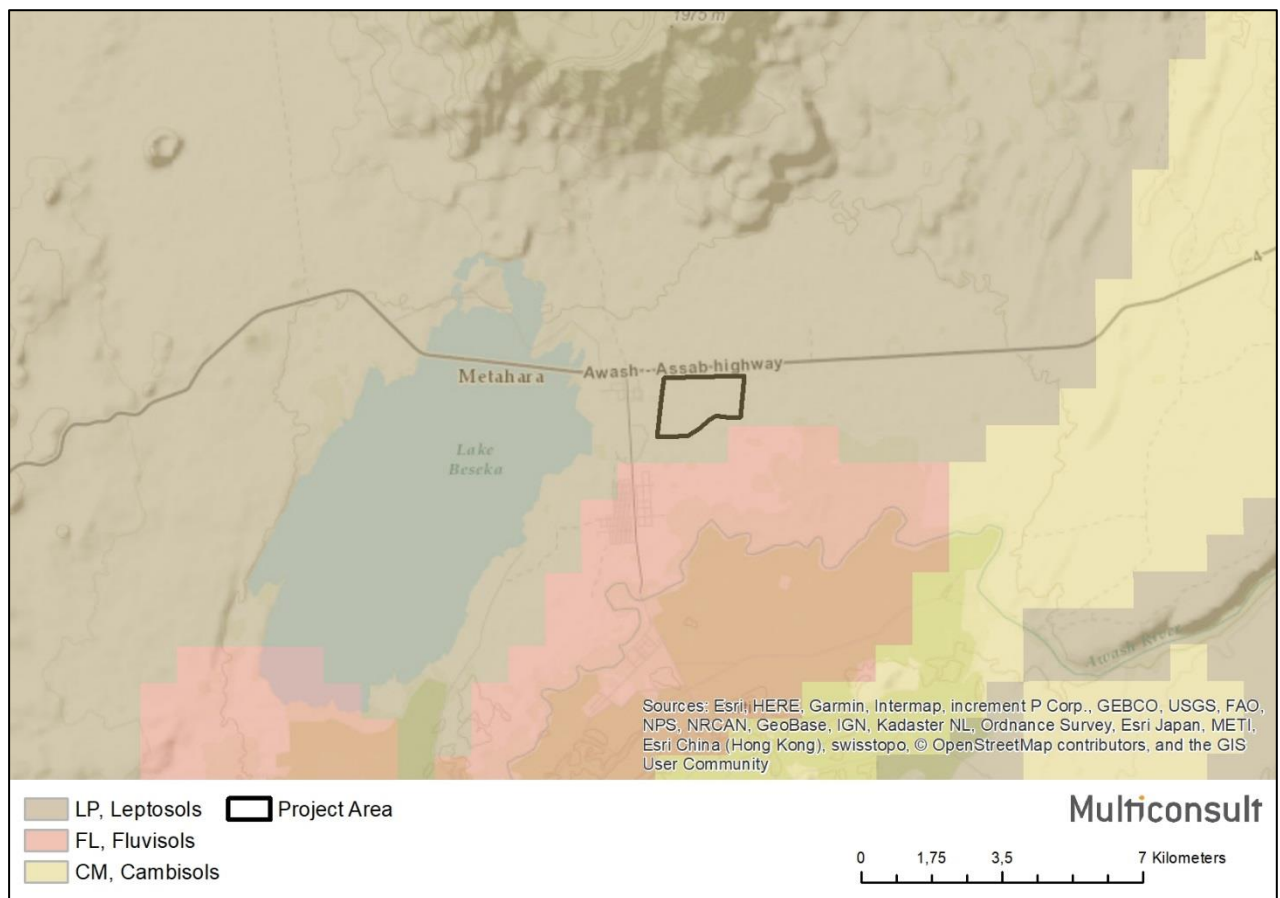 1975 m
4
Awash---Assab-highway
Metahara
Lake
Beseka
Awash River
Sources: Esri, HERE, Garmin, Intermap, increment P Corp., GEBCO, USGS, FAO,
NPS, NRCAN, GeoBase, IGN, Kadaster NL, Ordnance Survey, Esri Japan, METI,
Esri China (Hong Kong), swisstopo, © OpenStreetMap contributors, and the GIS
User Community
LP, Leptosols
Project Area
FL, Fluvisols
CM, Cambisols
Multiconsult
0 1,75 3,5 7 Kilometers